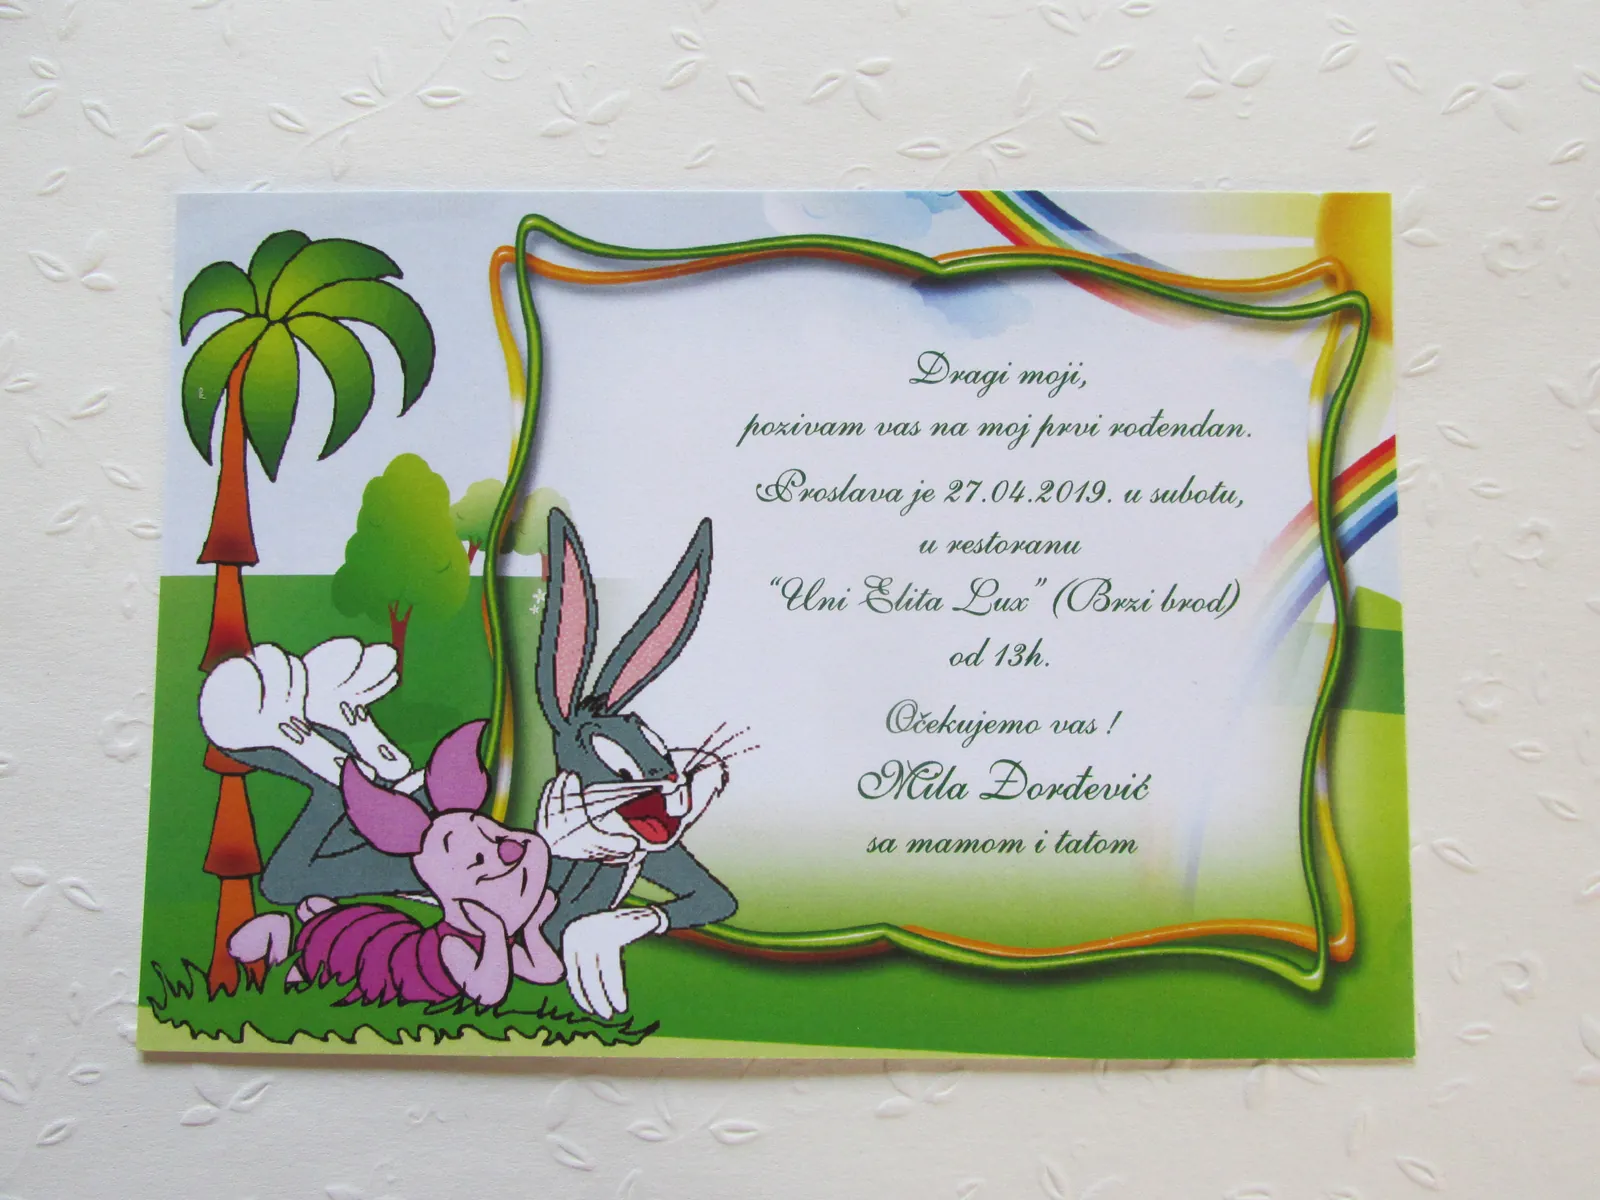 Dragi moji,
pozivam vas na moj prvi rođendan.
Proslava je 27.04.2019. u subotu,
u restoranu
“Uni Elita Lux” (Brzi brod)
od 13h.
Očekujemo vas !
Mila Đorđević
sa mamom i tatom